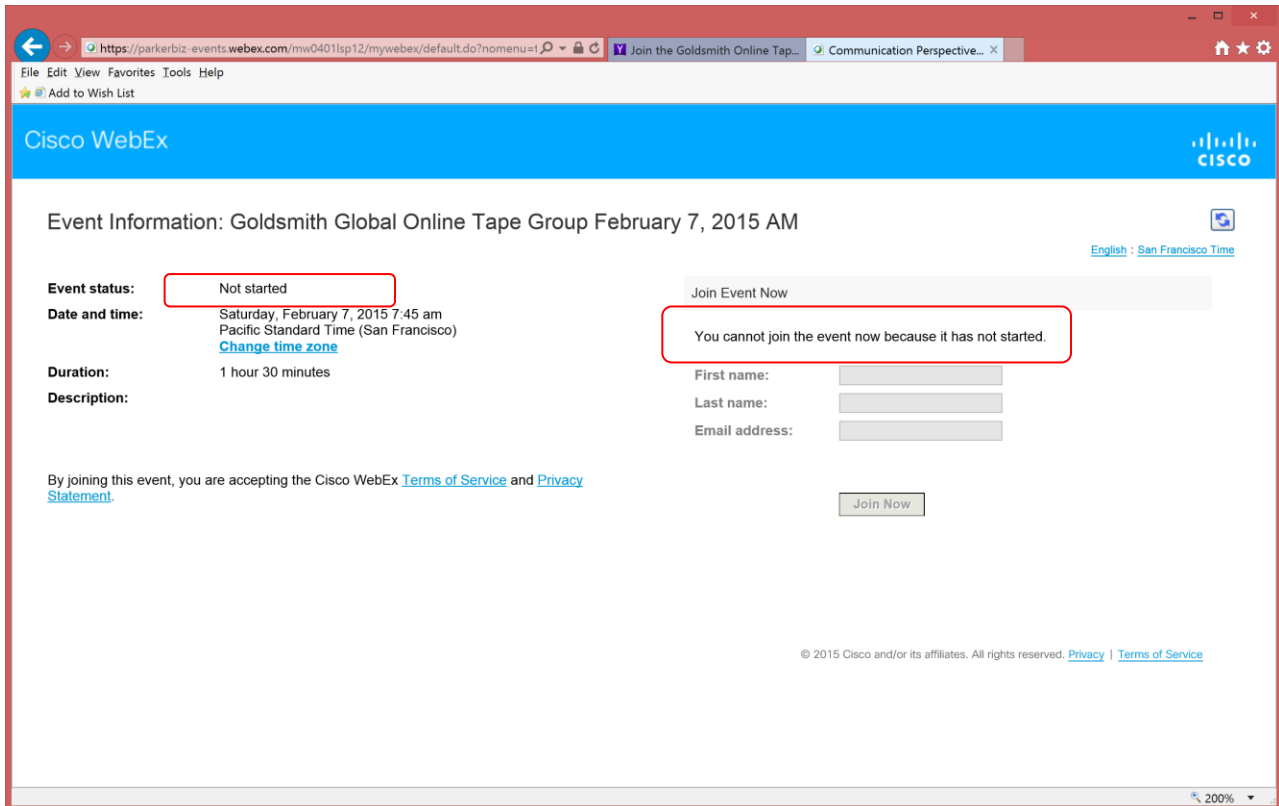 https://parkerbiz-events.webex.com/mw0401lsp12/mywebex/default.do?nomenu=t
Join the Goldsmith Online Tap...
Communication Perspective...
File Edit View Favorites Tools Help
Add to Wish List
Cisco WebEx
CISCO
Event Information: Goldsmith Global Online Tape Group February 7, 2015 AM
English : San Francisco Time
Event status: Not started
Date and time: Saturday, February 7, 2015 7:45 am
Pacific Standard Time (San Francisco)
Change time zone
Duration: 1 hour 30 minutes
Description:
By joining this event, you are accepting the Cisco WebEx Terms of Service and Privacy
Statement.
Join Event Now
You cannot join the event now because it has not started.
First name:
Last name:
Email address:
Join Now
© 2015 Cisco and/or its affiliates. All rights reserved. Privacy | Terms of Service
200%